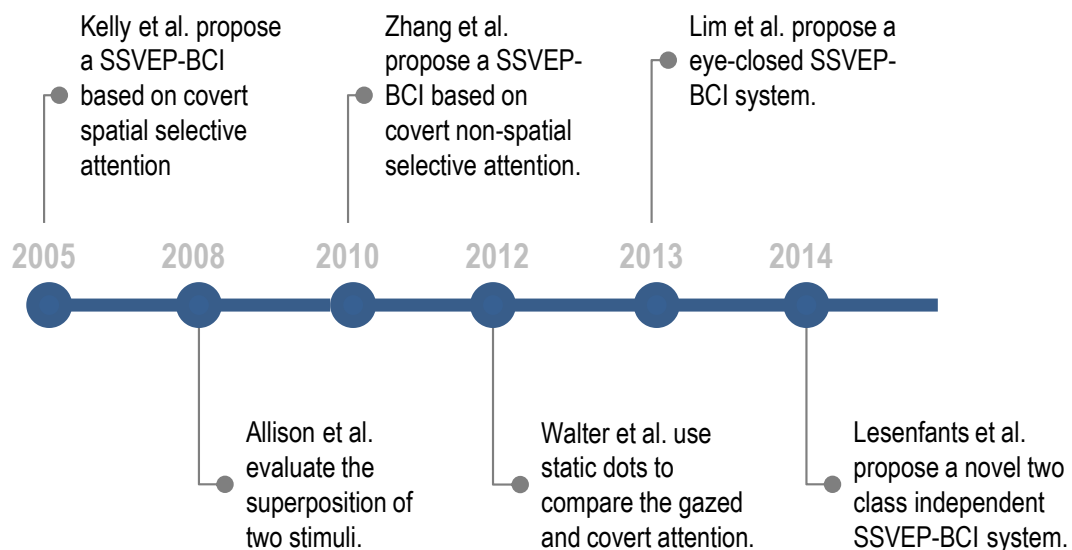 Kelly et al. propose
a SSVEP-BCI
based on covert
spatial selective
attention
Zhang et al.
propose a SSVEP-
BCI based on
covert non-spatial
selective attention.
Lim et al. propose a
eye-closed SSVEP-
BCI system.
2005
2008
2010
2012
2013
2014
Allison et al.
evaluate the
superposition of
two stimuli.
Walter et al. use
static dots to
compare the gazed
and covert attention.
Lesenfants et al.
propose a novel two
class independent
SSVEP-BCI system.